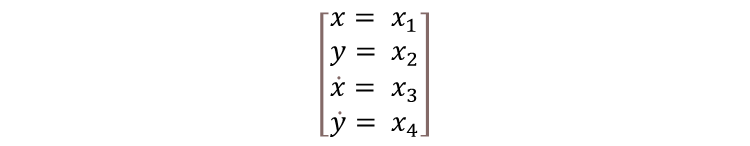 x = x₁
y = x₂
ẋ = x₃
ẏ = x₄